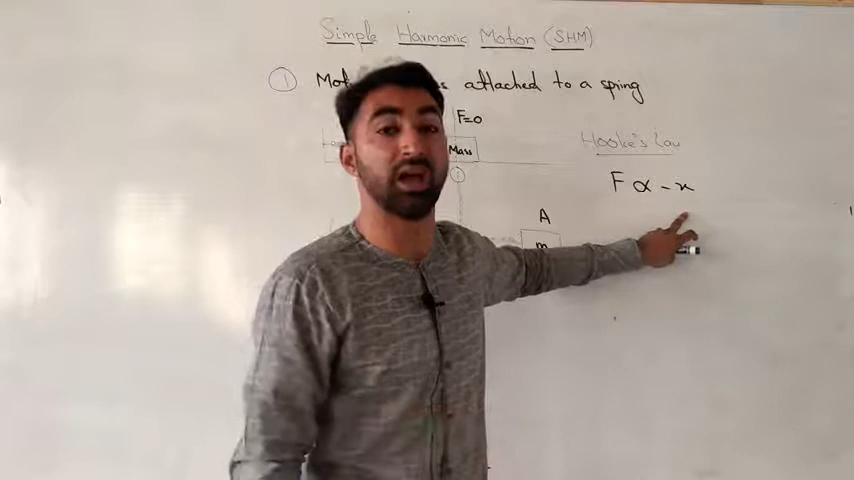 Simple Harmonic Motion (SHM)
① attached to a spring
F=0
Mass
Hooke's Law
F α - x
A
m